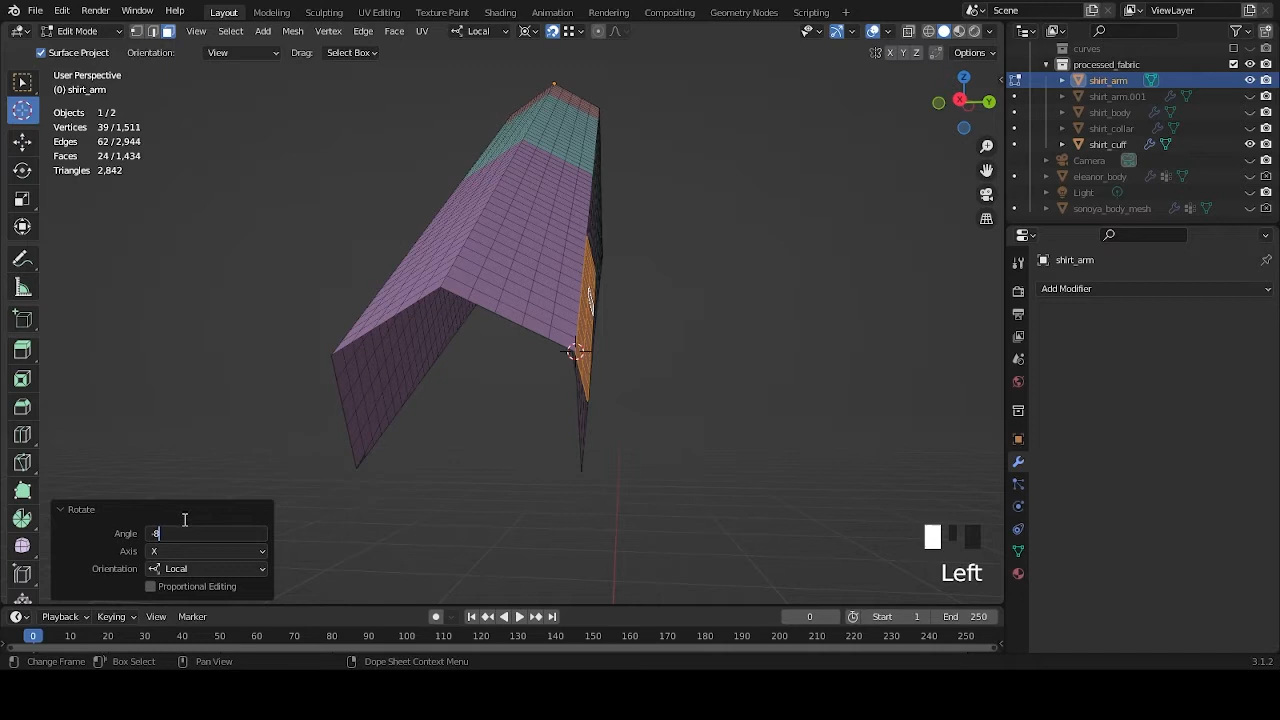 File Edit Render Window Help Layout Modeling Sculpting UV Editing Texture Paint Shading Animation Rendering Compositing Geometry Nodes Scripting + Scene ViewLayer
Edit Mode View Select Add Mesh Vertex Edge Face UV Local
Surface Project Orientation: View Drag: Select Box X Y Z Options
User Perspective
(0) shirt_arm
Objects 1/2
Vertices 39/1,511
Edges 62/2,944
Faces 24/1,434
Triangles 2,842
Z
X Y
curves
processed_fabric
shirt_arm
shirt_arm.001
shirt_body
shirt_collar
shirt_cuff
Camera
eleanor_body
Light
sonoya_body_mesh
shirt_arm
Add Modifier
Rotate
Angle -8
Axis X
Orientation Local
Proportional Editing
Left
Playback Keying View Marker 0 Start 1 End 250
0 10 20 30 40 50 60 70 80 90 100 110 120 130 140 150 160 170 180 190 200 210 220 230 240 250
Change Frame Box Select Pan View Dope Sheet Context Menu 3.1.2